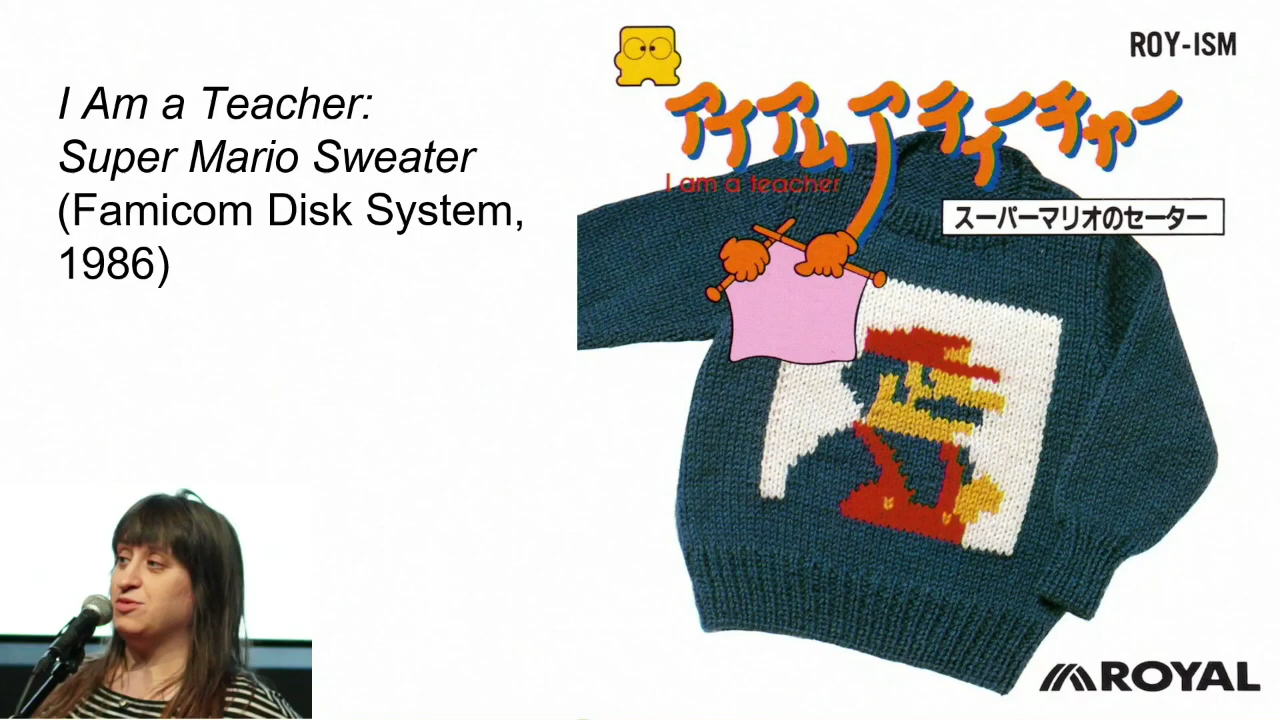 I Am a Teacher:
Super Mario Sweater
(Famicom Disk System,
1986)
ROY-ISM
アイアムアティーチャー
I am a teacher
スーパーマリオのセーター
ROYAL